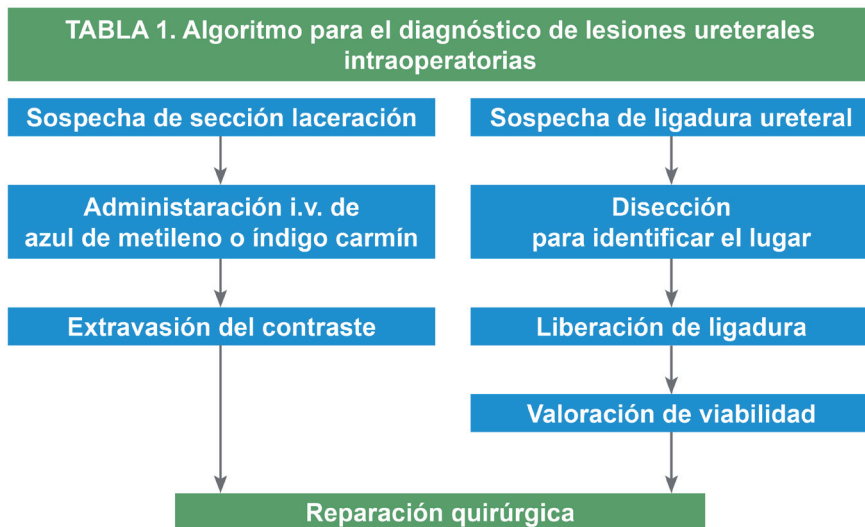 TABLA 1. Algoritmo para el diagnóstico de lesiones ureterales
intraoperatorias
Sospecha de sección laceración
Sospecha de ligadura ureteral
Administaración i.v. de
azul de metileno o índigo carmín
Disección
para identificar el lugar
Extravasión del contraste
Liberación de ligadura
Valoración de viabilidad
Reparación quirúrgica